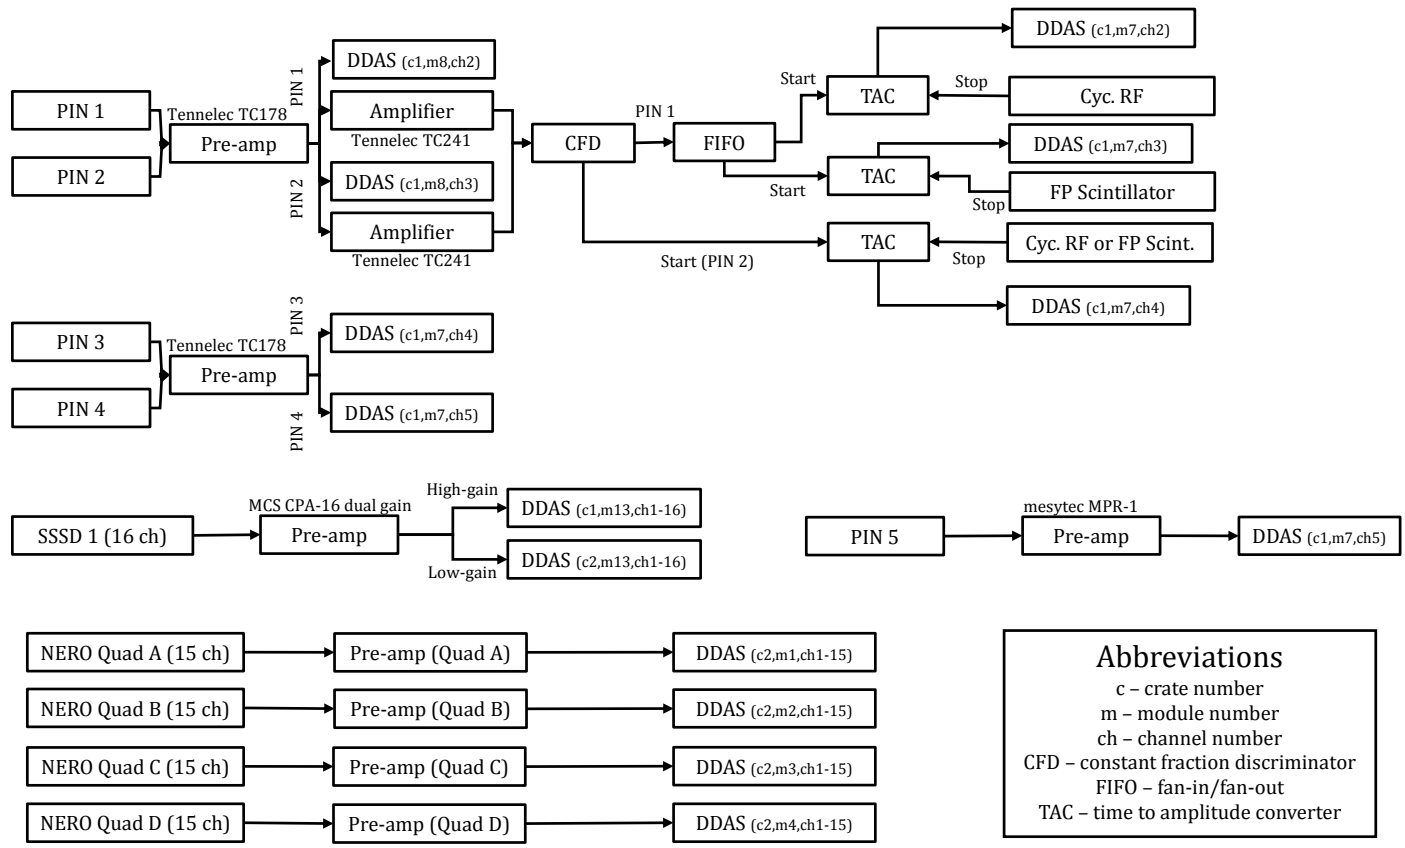 DDAS (c1,m7,ch2)
DDAS (c1,m8,ch2)
PIN 1
Start
Stop
TAC
Cyc. RF
PIN 1
Tennelec TC178
Pre-amp
Amplifier
Tennelec TC241
PIN 1
CFD
FIFO
DDAS (c1,m7,ch3)
PIN 2
PIN 2
DDAS (c1,m8,ch3)
Start
TAC
Stop
FP Scintillator
Amplifier
Tennelec TC241
Start (PIN 2)
TAC
Stop
Cyc. RF or FP Scint.
DDAS (c1,m7,ch4)
PIN 3
PIN 3
Tennelec TC178
Pre-amp
DDAS (c1,m7,ch4)
PIN 4
PIN 4
DDAS (c1,m7,ch5)
SSSD 1 (16 ch)
MCS CPA-16 dual gain
Pre-amp
High-gain
DDAS (c1,m13,ch1-16)
Low-gain
DDAS (c2,m13,ch1-16)
PIN 5
mesytec MPR-1
Pre-amp
DDAS (c1,m7,ch5)
NERO Quad A (15 ch)
Pre-amp (Quad A)
DDAS (c2,m1,ch1-15)
NERO Quad B (15 ch)
Pre-amp (Quad B)
DDAS (c2,m2,ch1-15)
NERO Quad C (15 ch)
Pre-amp (Quad C)
DDAS (c2,m3,ch1-15)
NERO Quad D (15 ch)
Pre-amp (Quad D)
DDAS (c2,m4,ch1-15)
Abbreviations
c – crate number
m – module number
ch – channel number
CFD – constant fraction discriminator
FIFO – fan-in/fan-out
TAC – time to amplitude converter